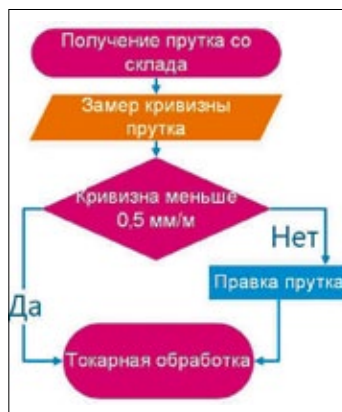 Получение прутка со
склада
Замер кривизны
прутка
Кривизна меньше
0,5 мм/м
Нет
Правка прутка
Да
Токарная обработка